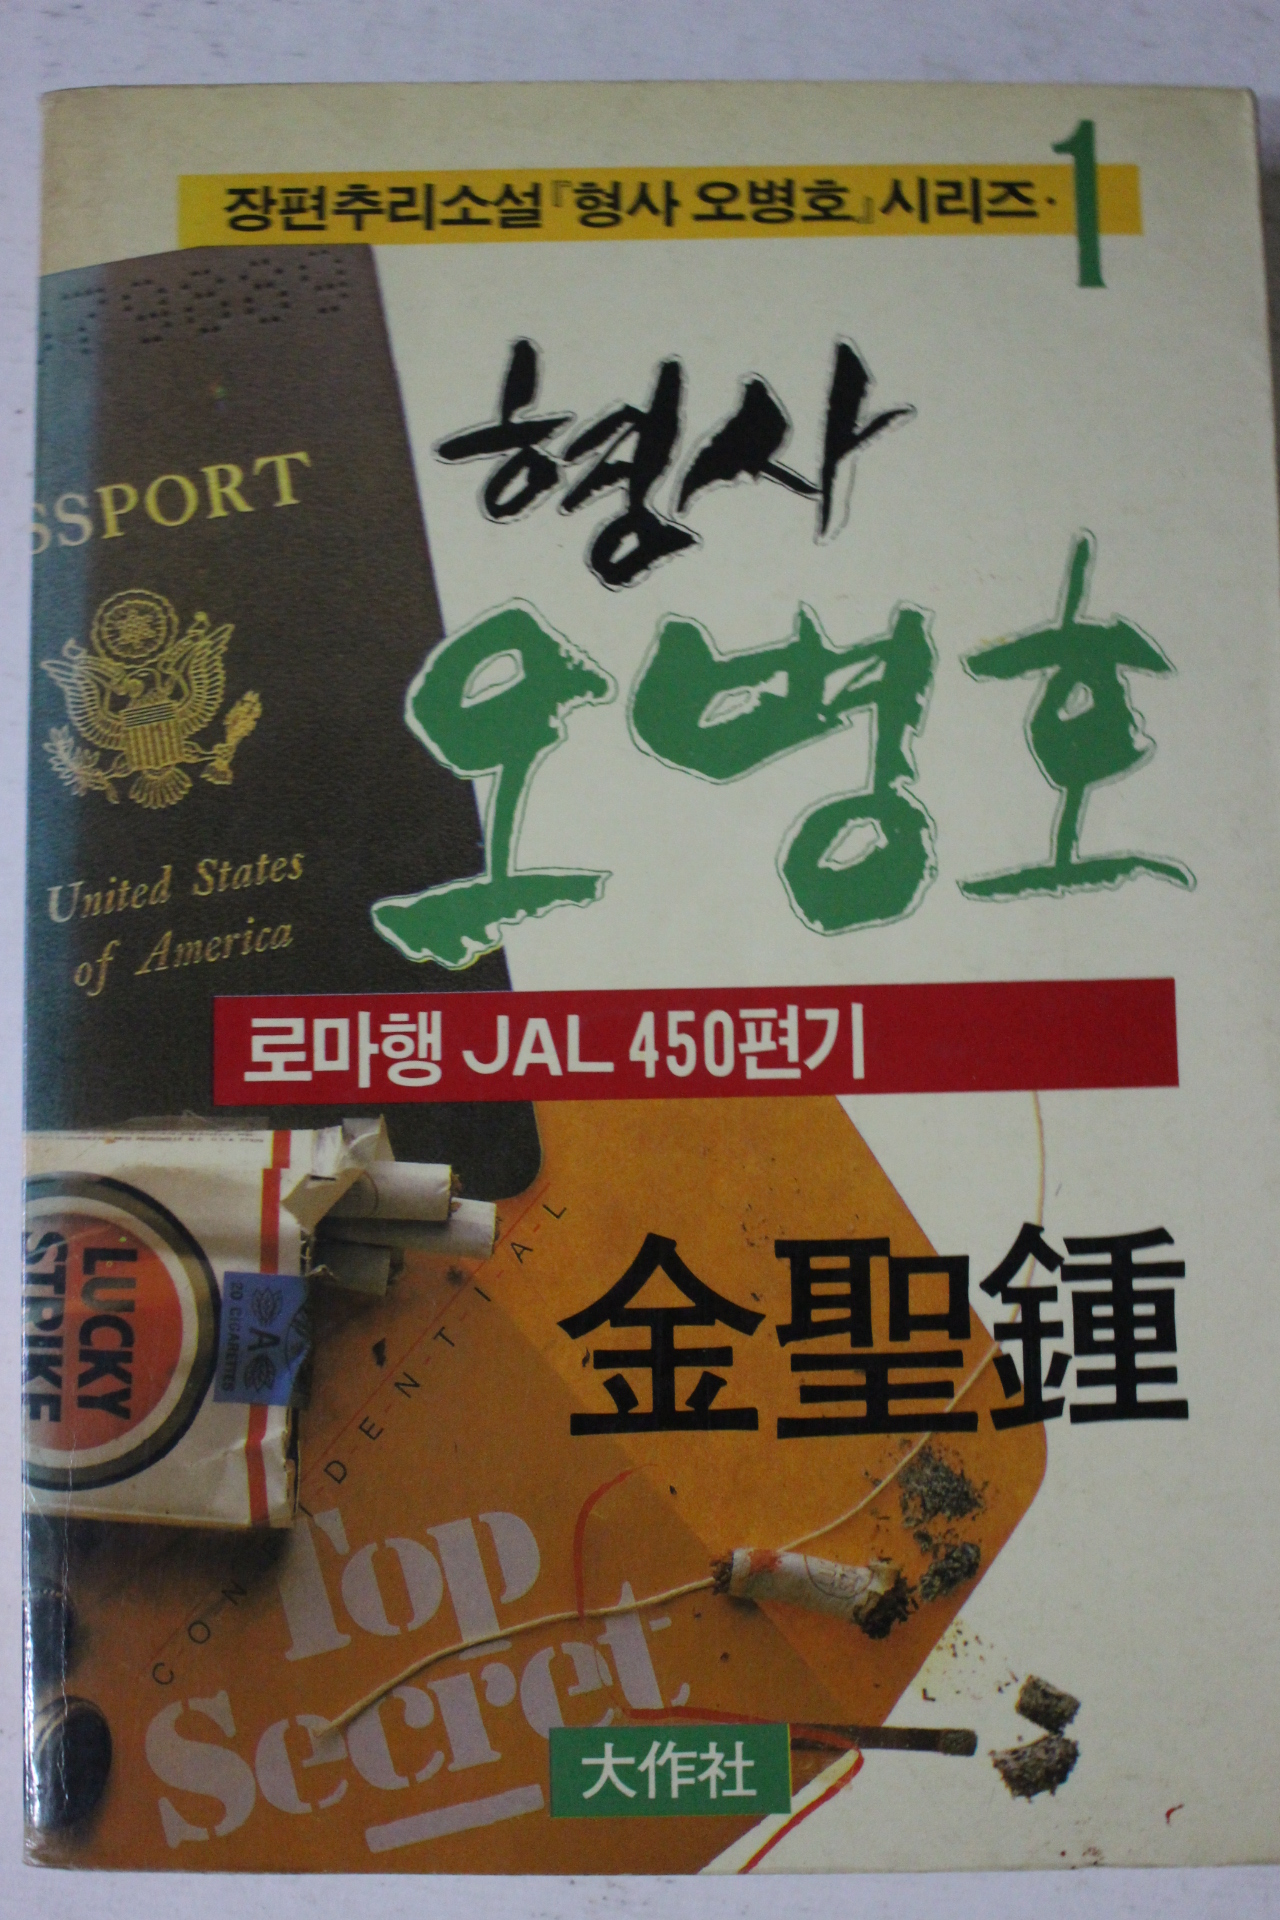 장편추리소설『형사 오병호』시리즈·1
형사
오병호
SSPORT
United States
of America
로마행 JAL 450편기
金聖鍾
LUCKY
STRIKE
20 CIGARETTES
CONFIDENTIAL
Top
Secret
大作社